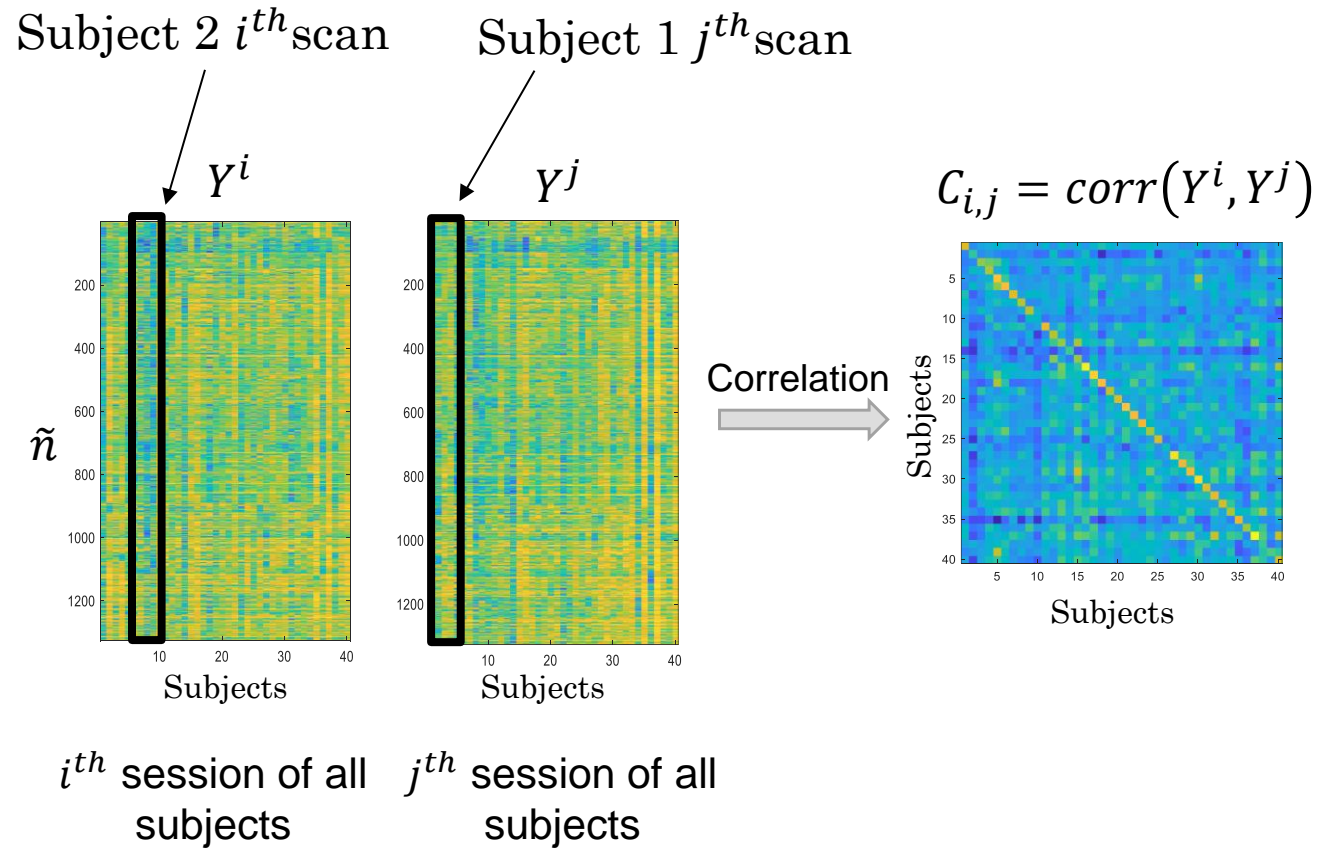 Subject 2 i^{th} scan
Subject 1 j^{th} scan
Y^i
Y^j
C_{i,j} = corr(Y^i, Y^j)
ñ
200
400
600
800
1000
1200
10 20 30 40
Subjects
200
400
600
800
1000
1200
10 20 30 40
Subjects
Correlation
Subjects
5
10
15
20
25
30
35
40
5 10 15 20 25 30 35 40
Subjects
i^{th} session of all
subjects
j^{th} session of all
subjects